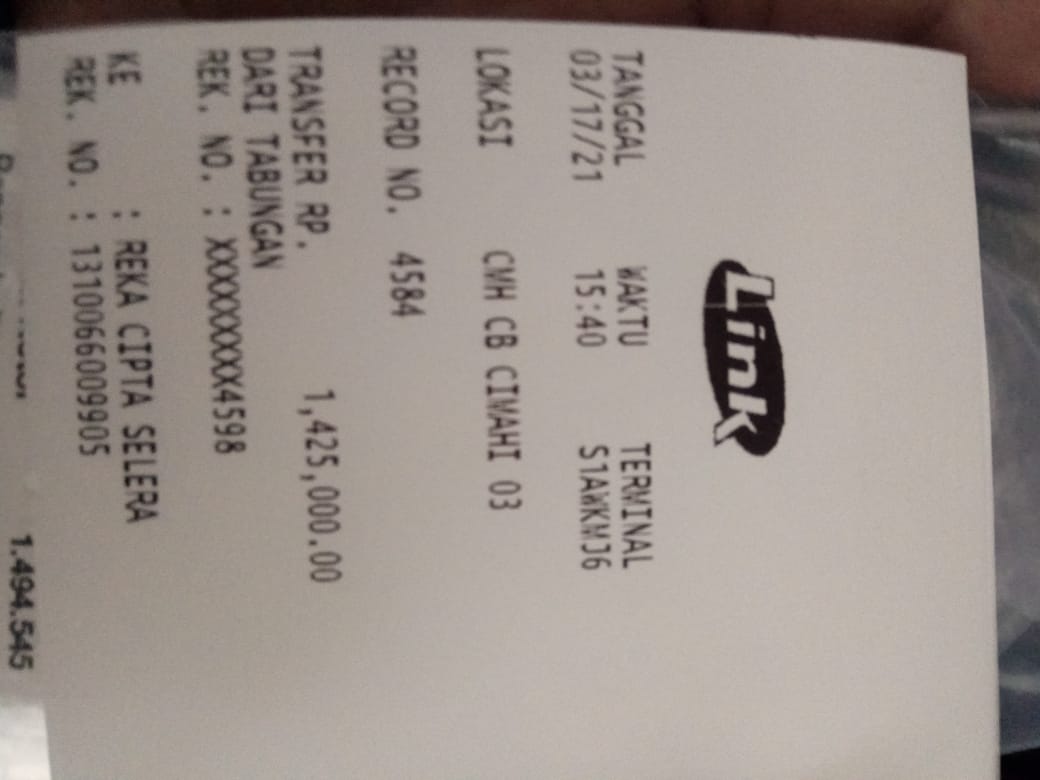 Link
TANGGAL WAKTU TERMINAL
03/17/21 15:40 S1AWKMJ6
LOKASI CMH CB CIMAHI 03
RECORD NO. 4584
TRANSFER RP. 1,425,000.00
DARI TABUNGAN
REK. NO. : XXXXXXXXX4598
KE : REKA CIPTA SELERA
REK. NO. : 1310066009905
1.494.545